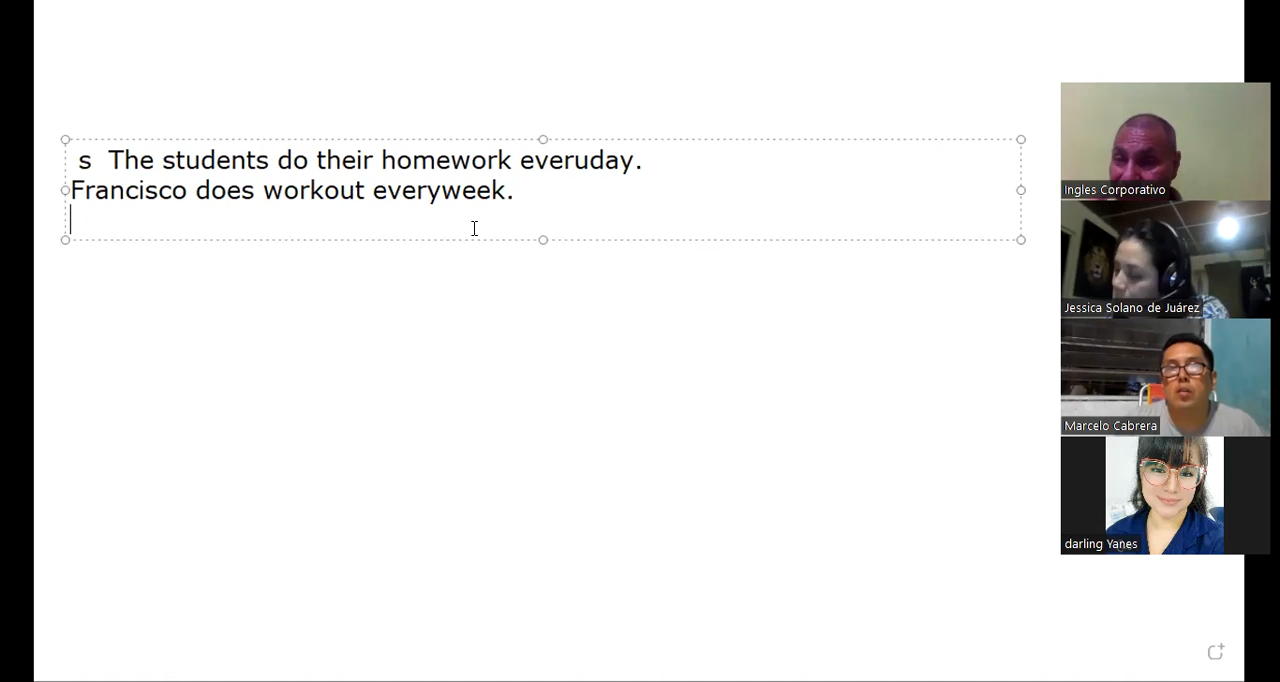 s The students do their homework everuday.
Francisco does workout everyweek.
Ingles Corporativo
Jessica Solano de Juárez
Marcelo Cabrera
darling Yanes